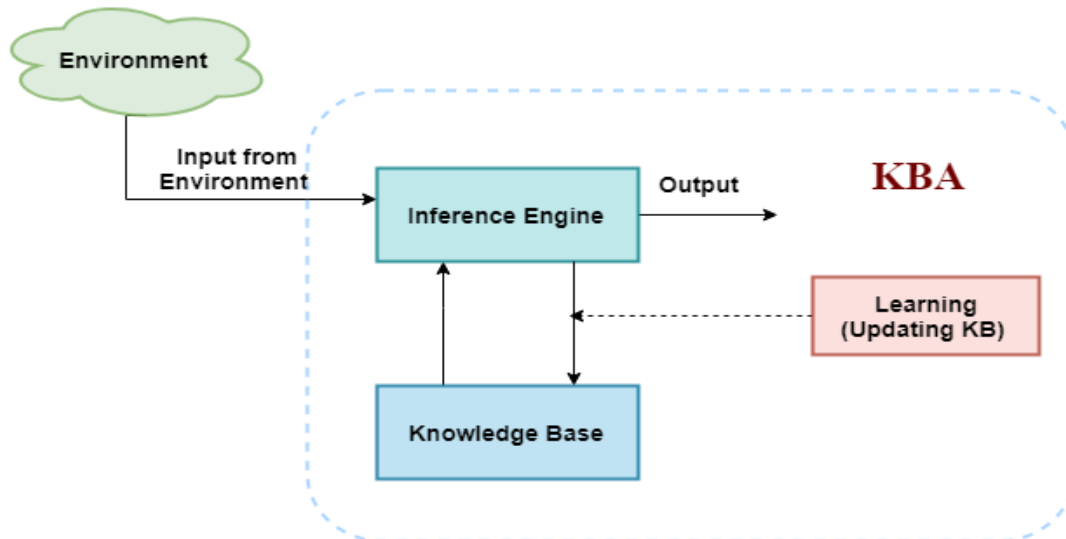 Environment
Input from
Environment
Output
KBA
Inference Engine
Learning
(Updating KB)
Knowledge Base